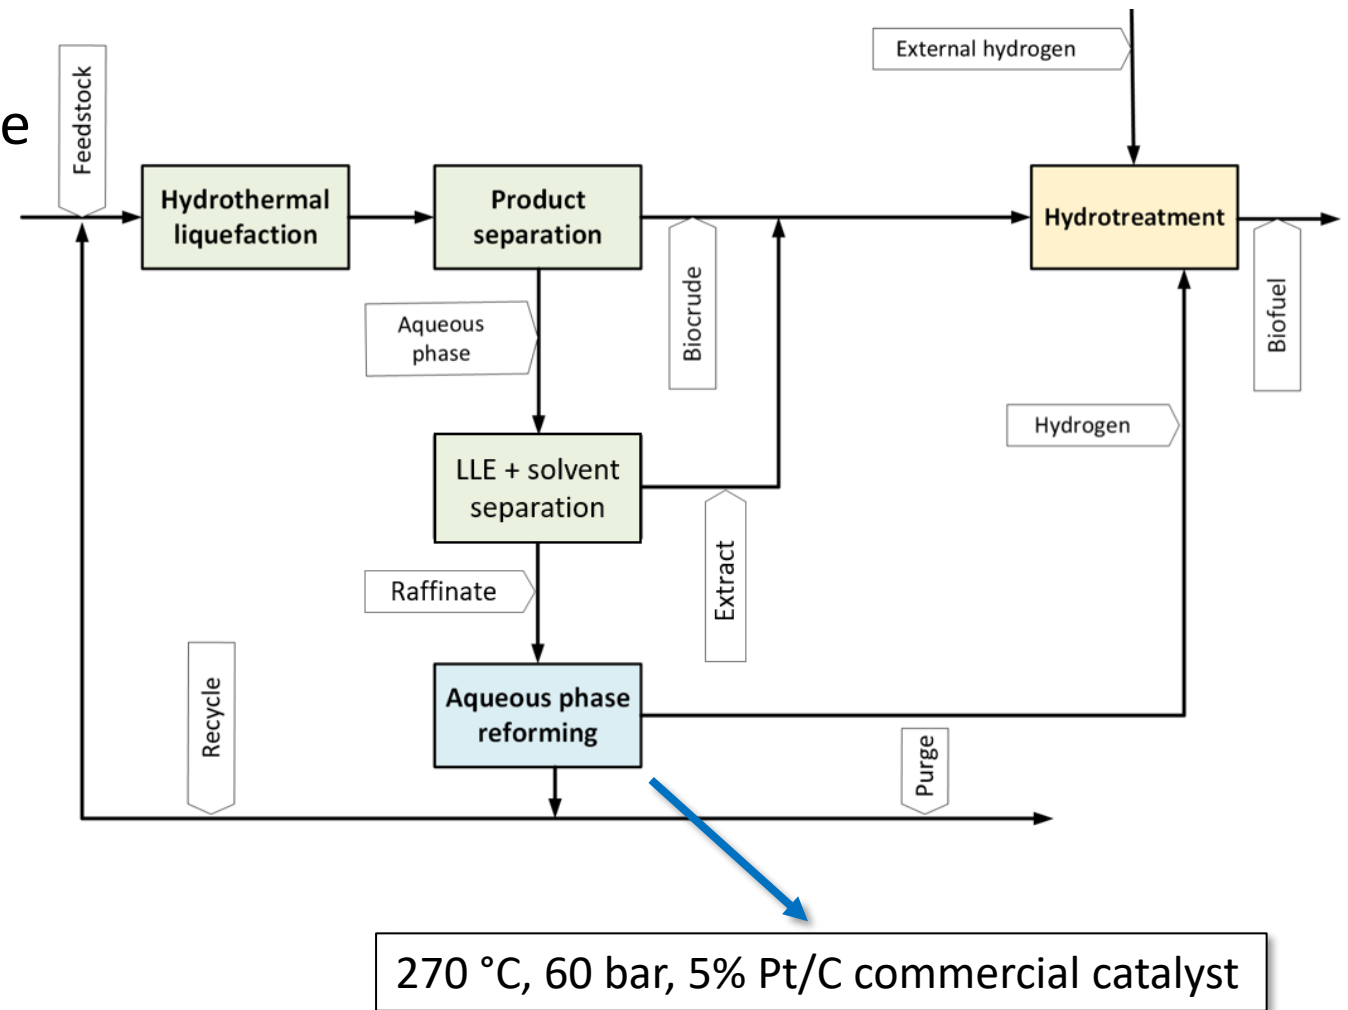 External hydrogen
Feedstock
e
Hydrothermal
liquefaction
Product
separation
Hydrotreatment
Aqueous
phase
Biocrude
Biofuel
Hydrogen
LLE + solvent
separation
Extract
Raffinate
Recycle
Aqueous phase
reforming
Purge
270 °C, 60 bar, 5% Pt/C commercial catalyst